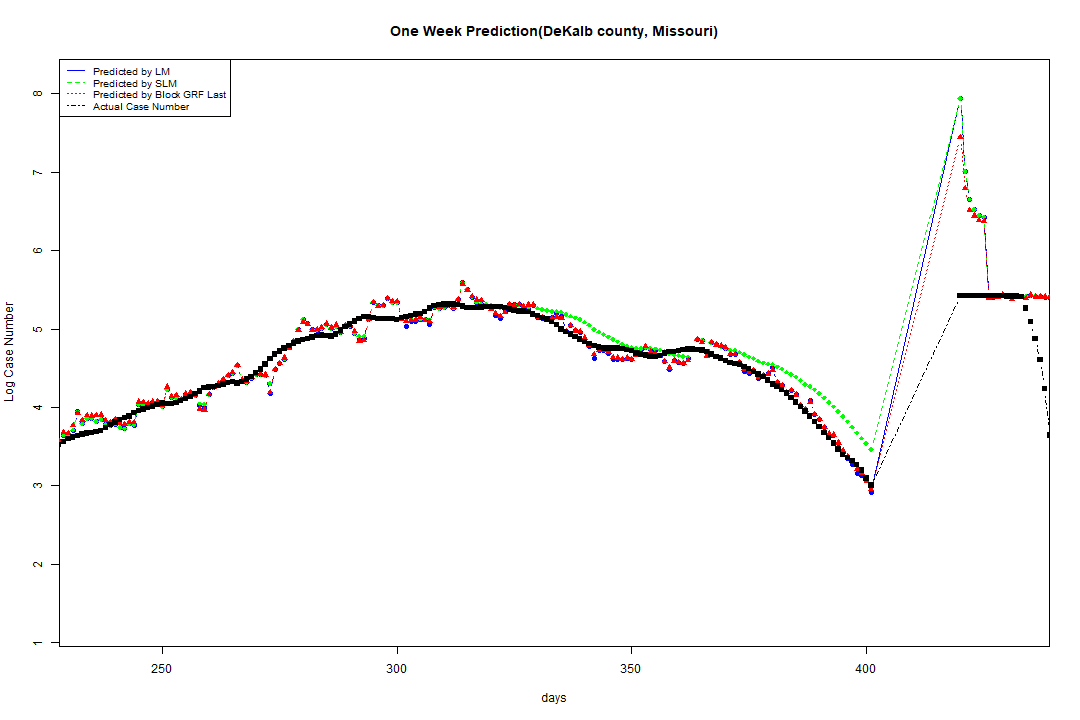 One Week Prediction(DeKalb county, Missouri)
Predicted by LM
Predicted by SLM
Predicted by Block GRF Last
Actual Case Number
8
7
6
5
4
3
2
1
Log Case Number
250 300 350 400
days